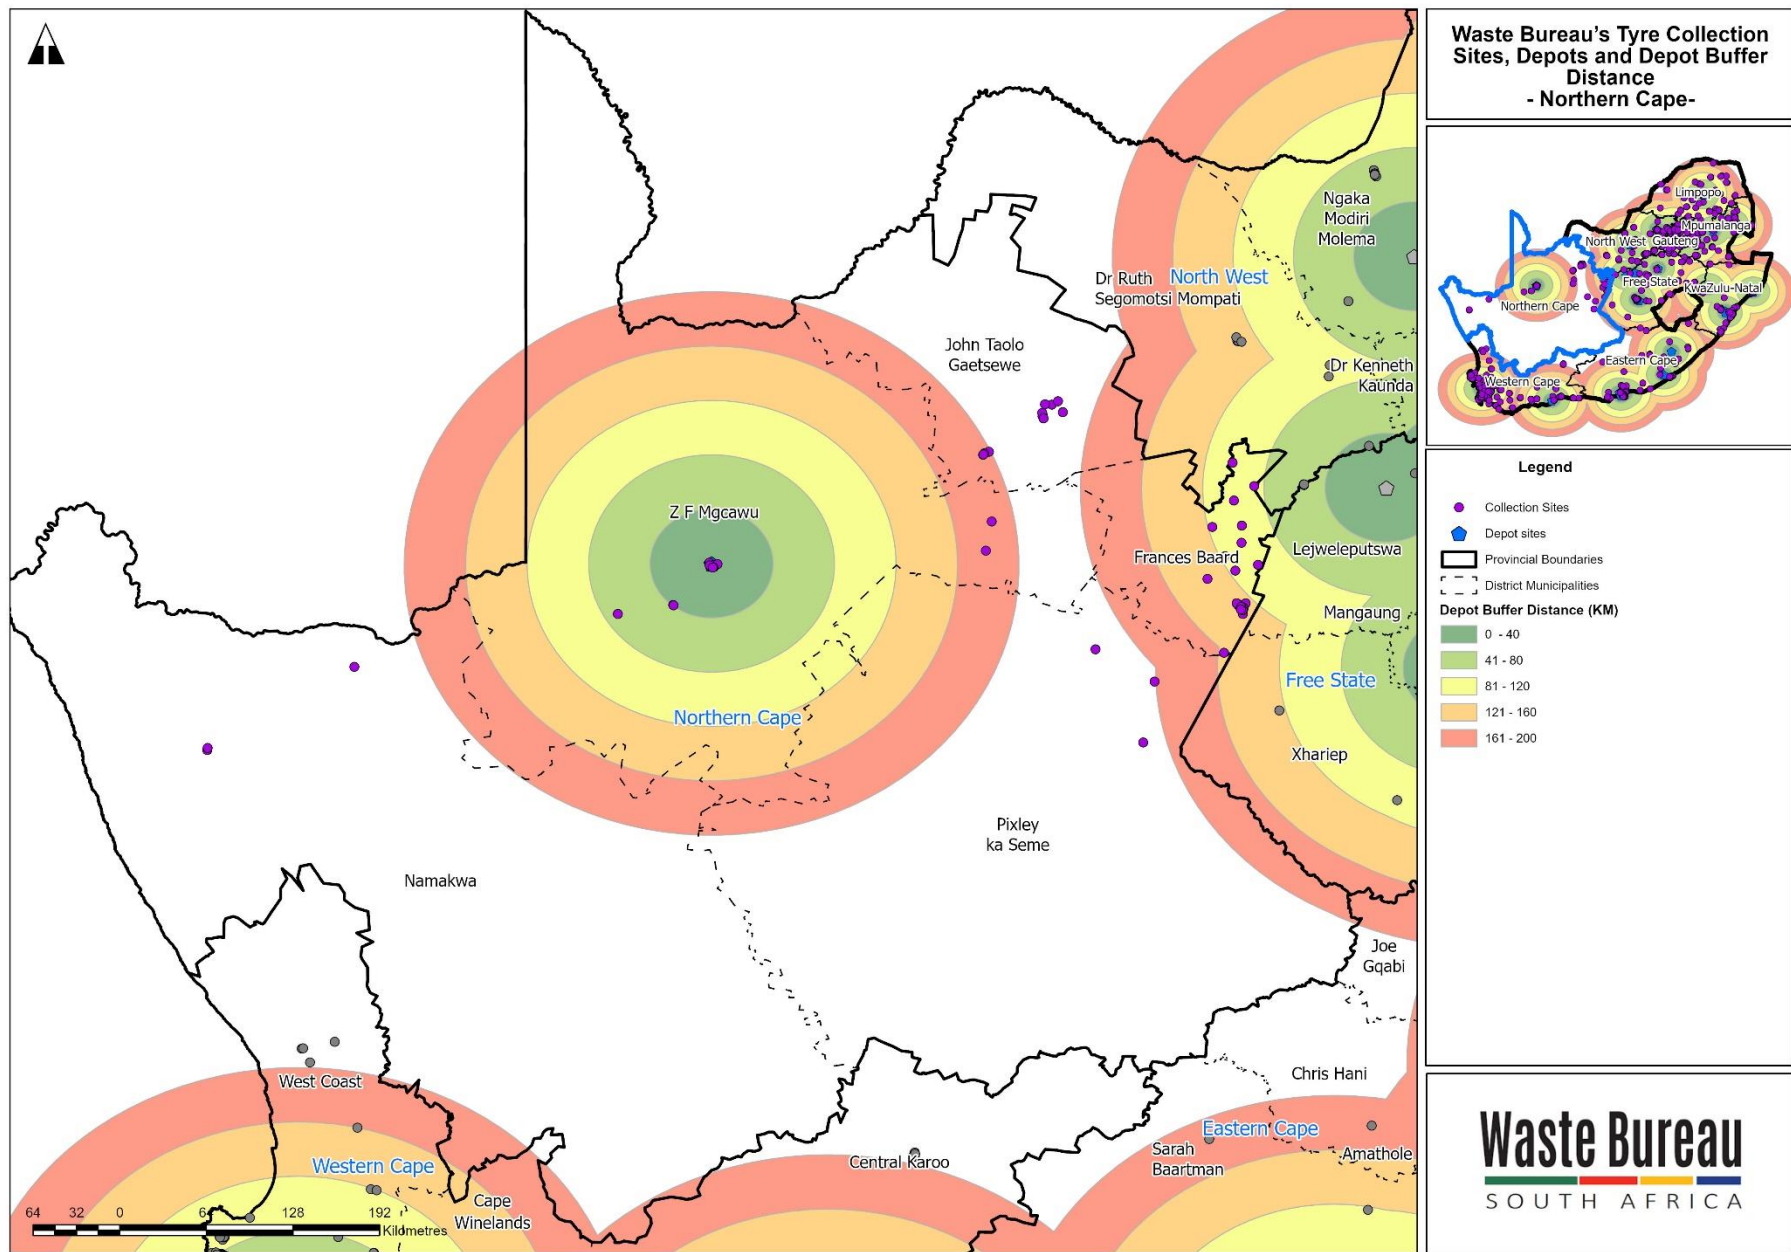 Waste Bureau's Tyre Collection
Sites, Depots and Depot Buffer
Distance
- Northern Cape-
Limpopo
Mpumalanga
North West
Gauteng
Free State
KwaZulu-Natal
Northern Cape
Eastern Cape
Western Cape
Legend
Collection Sites
Depot sites
Provincial Boundaries
District Municipalities
Depot Buffer Distance (KM)
0 - 40
41 - 80
81 - 120
121 - 160
161 - 200
Waste Bureau
SOUTH AFRICA
Ngaka
Modiri
Molema
Dr Ruth
Segomotsi Mompati
North West
John Taolo
Gaetsewe
Dr Kenneth
Kaunda
Z F Mgcawu
Frances Baard
Lejweleputswa
Mangaung
Free State
Northern Cape
Xhariep
Pixley
ka Seme
Namakwa
Joe
Gqabi
Chris Hani
West Coast
Eastern Cape
Sarah
Baartman
Amathole
Central Karoo
Western Cape
Cape
Winelands
64 32 0 64 128 192
Kilometres